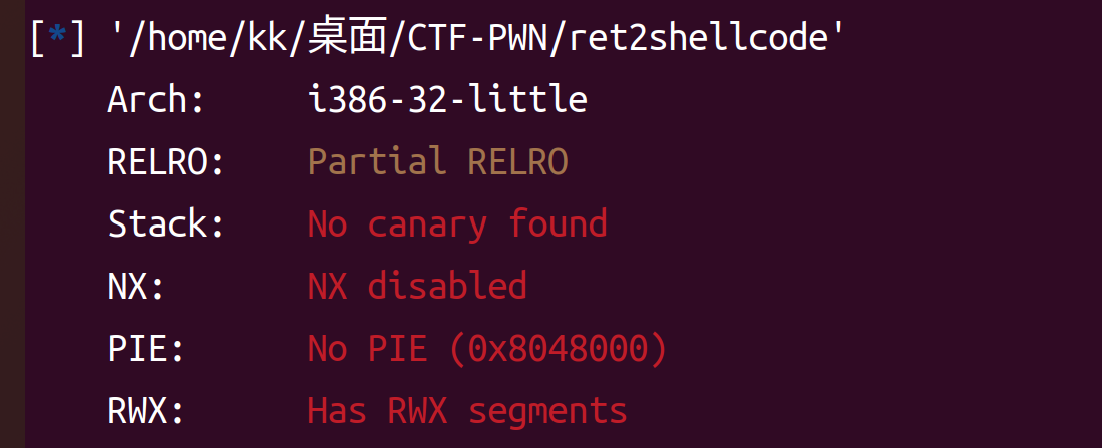 [*] '/home/kk/桌面/CTF-PWN/ret2shellcode'
Arch: i386-32-little
RELRO: Partial RELRO
Stack: No canary found
NX: NX disabled
PIE: No PIE (0x8048000)
RWX: Has RWX segments